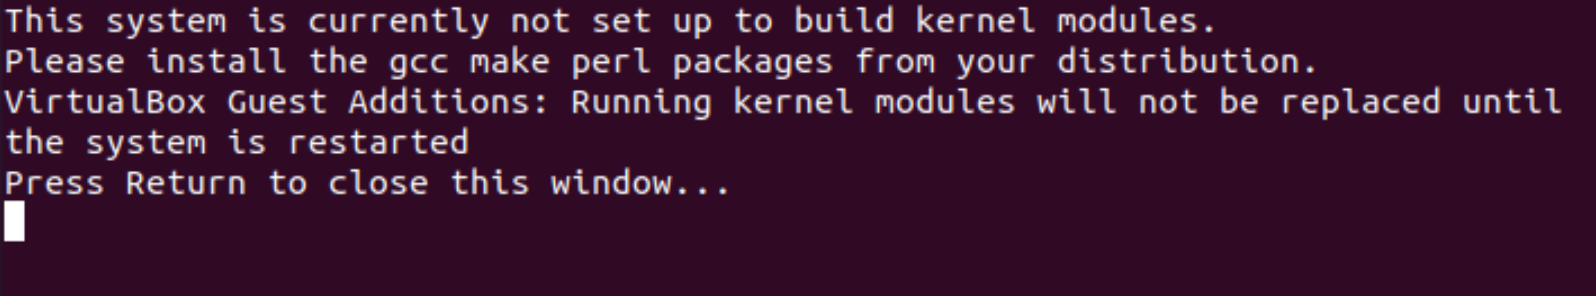 This system is currently not set up to build kernel modules.
Please install the gcc make perl packages from your distribution.
VirtualBox Guest Additions: Running kernel modules will not be replaced until
the system is restarted
Press Return to close this window...